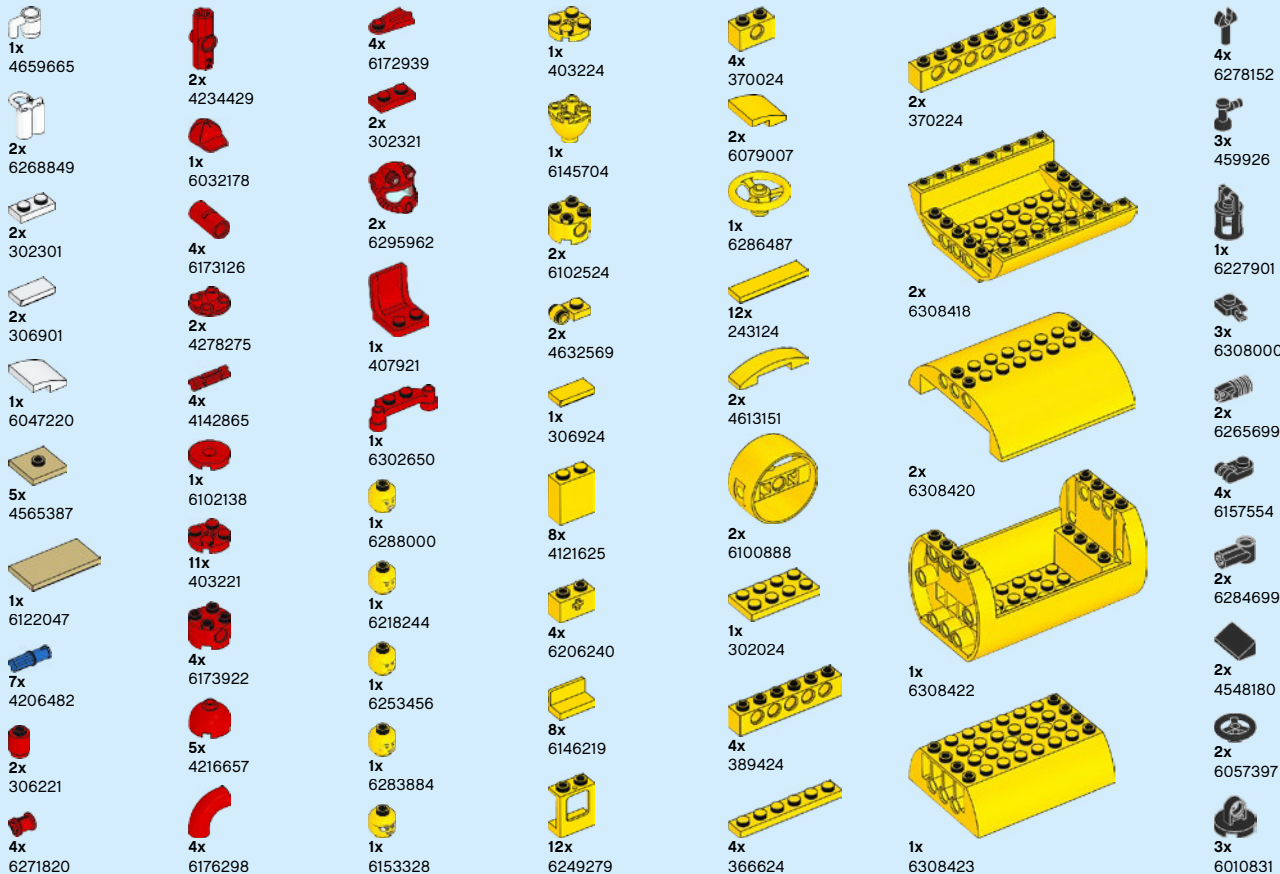 1x
4659665
2x
6268849
2x
302301
2x
306901
1x
6047220
5x
4565387
1x
6122047
7x
4206482
2x
306221
4x
6271820
2x
4234429
1x
6032178
4x
6173126
2x
4278275
4x
4142865
1x
6102138
11x
403221
4x
6173922
5x
4216657
4x
6176298
4x
6172939
2x
302321
2x
6295962
1x
407921
1x
6302650
1x
6288000
1x
6218244
1x
6253456
1x
6283884
1x
6153328
1x
403224
1x
6145704
2x
6102524
2x
4632569
1x
306924
8x
4121625
4x
6206240
8x
6146219
12x
6249279
4x
370024
2x
6079007
1x
6286487
12x
243124
2x
4613151
2x
6100888
1x
302024
4x
389424
4x
366624
2x
370224
2x
6308418
2x
6308420
1x
6308422
1x
6308423
4x
6278152
3x
459926
1x
6227901
3x
6308000
2x
6265699
4x
6157554
2x
6284699
2x
4548180
2x
6057397
3x
6010831